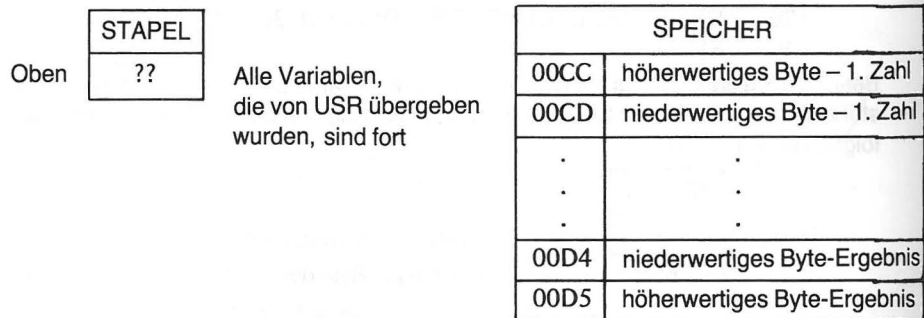 STAPEL
Oben ??
Alle Variablen,
die von USR übergeben
wurden, sind fort
SPEICHER
00CC höherwertiges Byte – 1. Zahl
00CD niederwertiges Byte – 1. Zahl
. .
. .
. .
00D4 niederwertiges Byte-Ergebnis
00D5 höherwertiges Byte-Ergebnis